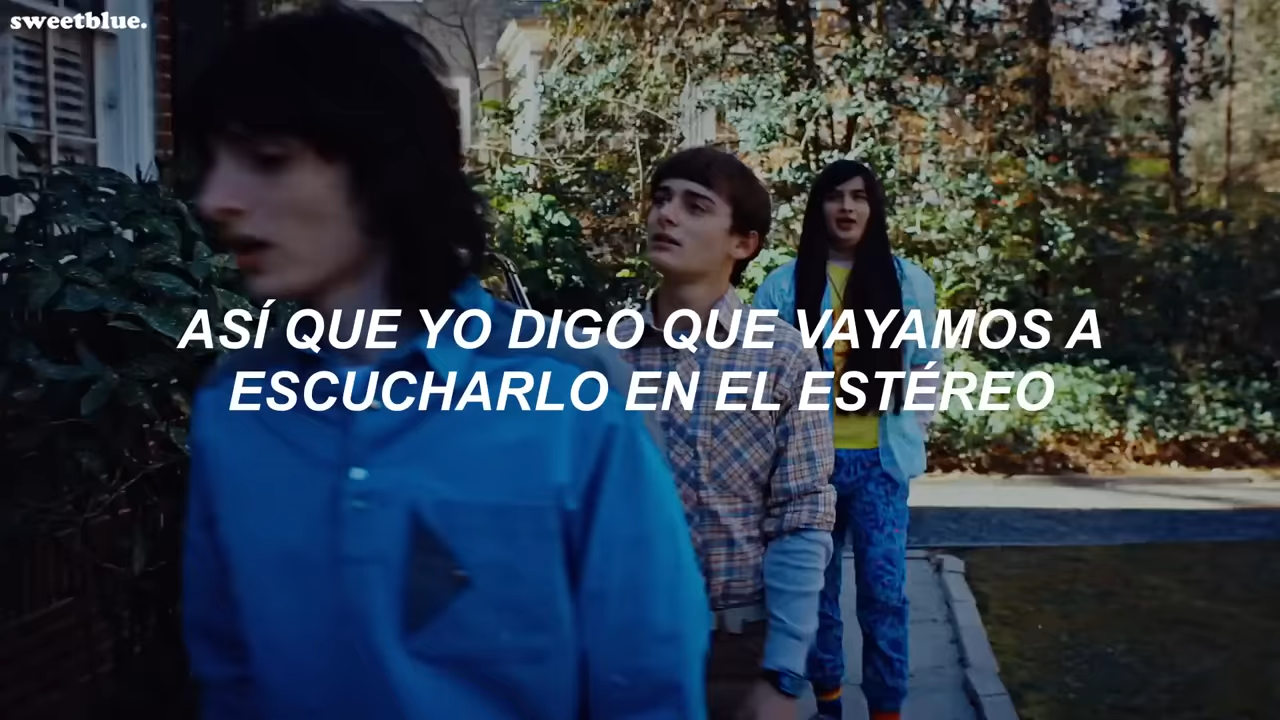 sweetblue.
ASÍ QUE YO DIGO QUE VAYAMOS A
ESCUCHARLO EN EL ESTÉREO